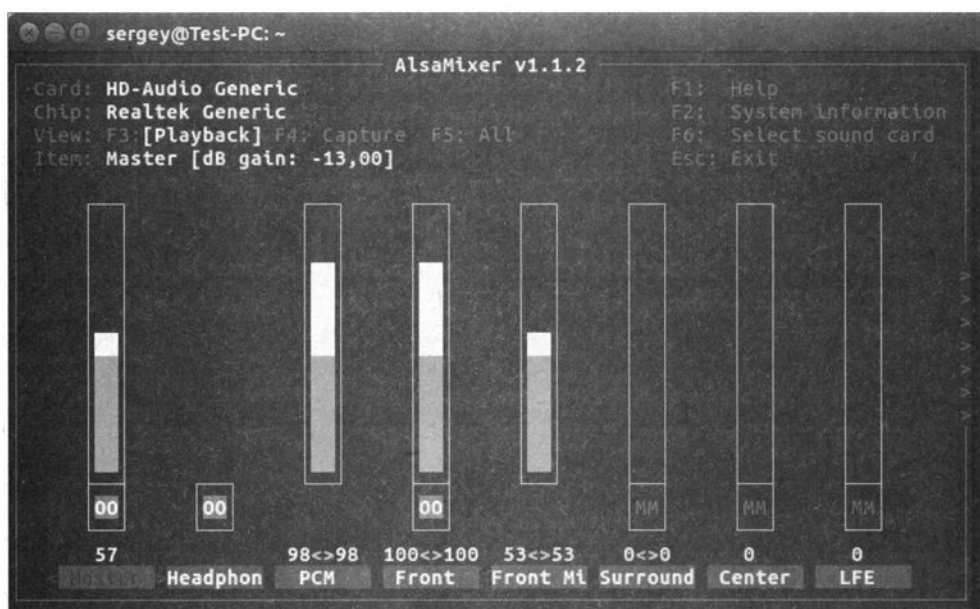 sergey@Test-PC: ~
AlsaMixer v1.1.2
Card: HD-Audio Generic F1: Help
Chip: Realtek Generic F2: System information
View: F3:[Playback] F4: Capture F5: All F6: Select sound card
Item: Master [dB gain: -13,00] Esc: Exit
OO OO OO MM MM MM
57 98<>98 100<>100 53<>53 0<>0 0 0
<Master> Headphon PCM Front Front Mi Surround Center LFE